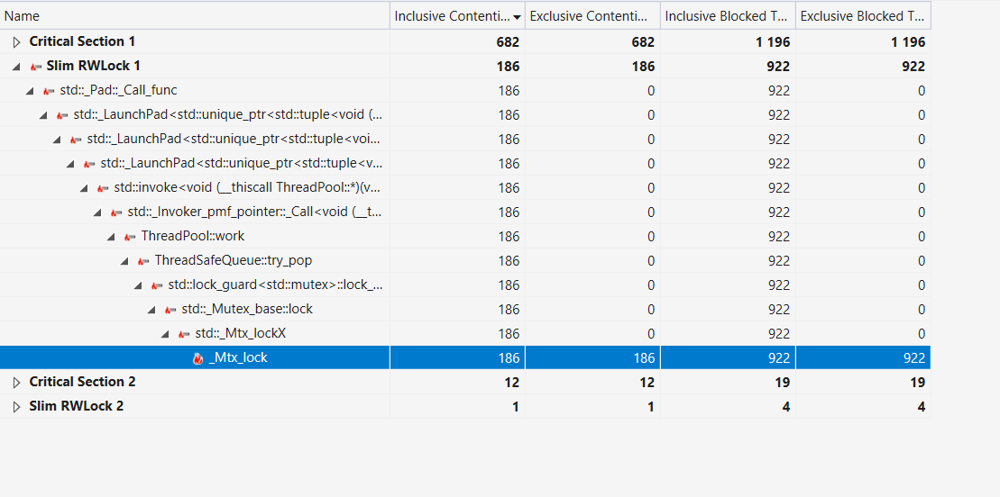 Name Inclusive Contenti... Exclusive Contenti... Inclusive Blocked T... Exclusive Blocked T...
Critical Section 1 682 682 1 196 1 196
Slim RWLock 1 186 186 922 922
std::_Pad::_Call_func 186 0 922 0
std::_LaunchPad<std::unique_ptr<std::tuple<void (... 186 0 922 0
std::_LaunchPad<std::unique_ptr<std::tuple<voi... 186 0 922 0
std::_LaunchPad<std::unique_ptr<std::tuple<v... 186 0 922 0
std::invoke<void (__thiscall ThreadPool::*)(v... 186 0 922 0
std::_Invoker_pmf_pointer::_Call<void (__t... 186 0 922 0
ThreadPool::work 186 0 922 0
ThreadSafeQueue::try_pop 186 0 922 0
std::lock_guard<std::mutex>::lock_... 186 0 922 0
std::_Mutex_base::lock 186 0 922 0
std::_Mtx_lockX 186 0 922 0
_Mtx_lock 186 186 922 922
Critical Section 2 12 12 19 19
Slim RWLock 2 1 1 4 4